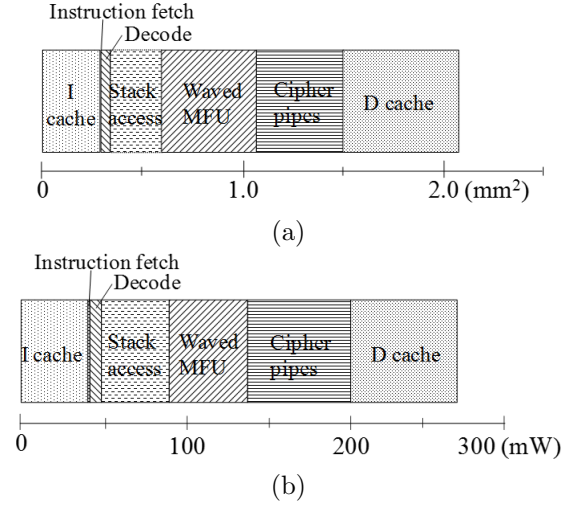 Instruction fetch
Decode
I
cache
Stack
access
Waved
MFU
Cipher
pipes
D cache
0
1.0
2.0 (mm²)
(a)
Instruction fetch
Decode
I cache
Stack
access
Waved
MFU
Cipher
pipes
D cache
0
100
200
300 (mW)
(b)